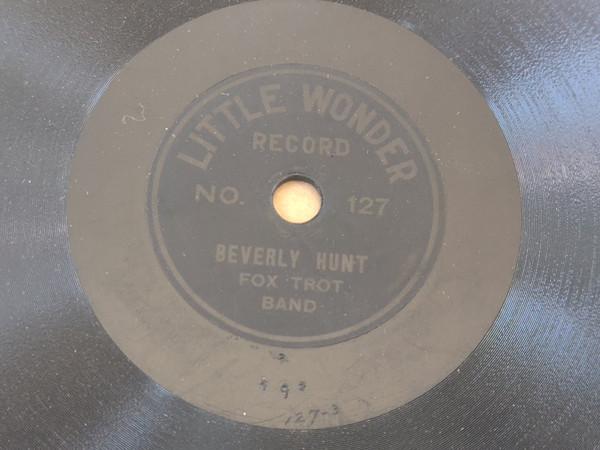 LITTLE WONDER
RECORD
NO. 127
BEVERLY HUNT
FOX TROT
BAND
127-3